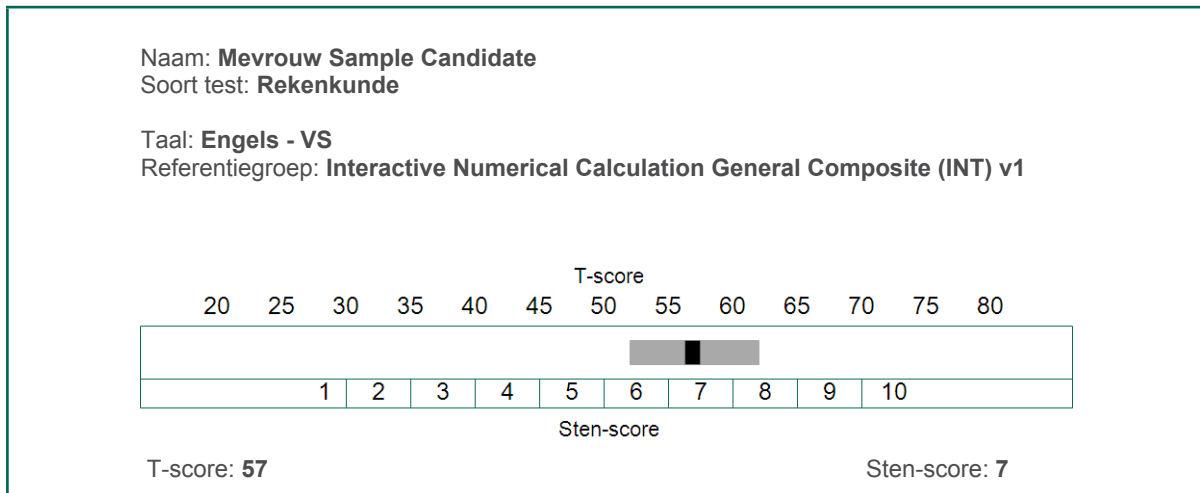 Naam: Mevrouw Sample Candidate
Soort test: Rekenkunde
Taal: Engels - VS
Referentiegroep: Interactive Numerical Calculation General Composite (INT) v1
T-score
20 25 30 35 40 45 50 55 60 65 70 75 80
1 2 3 4 5 6 7 8 9 10
Sten-score
T-score: 57 Sten-score: 7